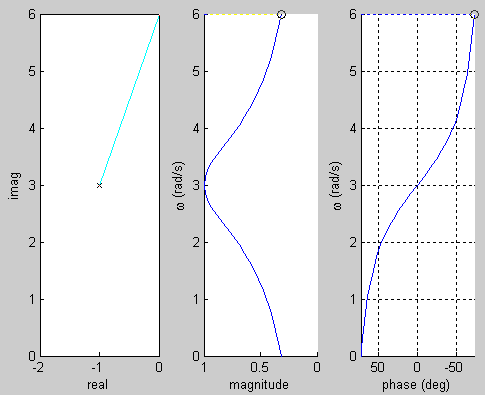 6 6 6
5 5 5
4 4 4
imag 3 ω (rad/s) 3 ω (rad/s) 3
2 2 2
1 1 1
0 0 0
-2 -1 0 1 0.5 0 50 0 -50
real magnitude phase (deg)